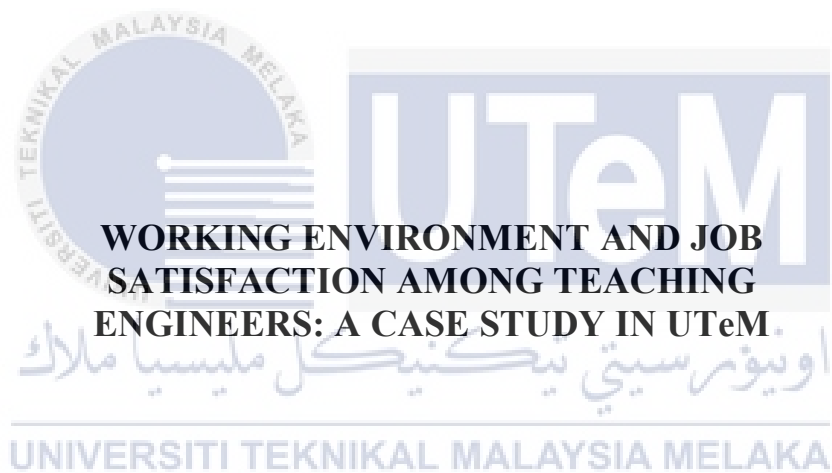 UNIVERSITI TEKNIKAL MALAYSIA MELAKA
UTeM
WORKING ENVIRONMENT AND JOB
SATISFACTION AMONG TEACHING
ENGINEERS: A CASE STUDY IN UTeM
اونيۏرسيتي تيكنيكل مليسيا ملاك
UNIVERSITI TEKNIKAL MALAYSIA MELAKA